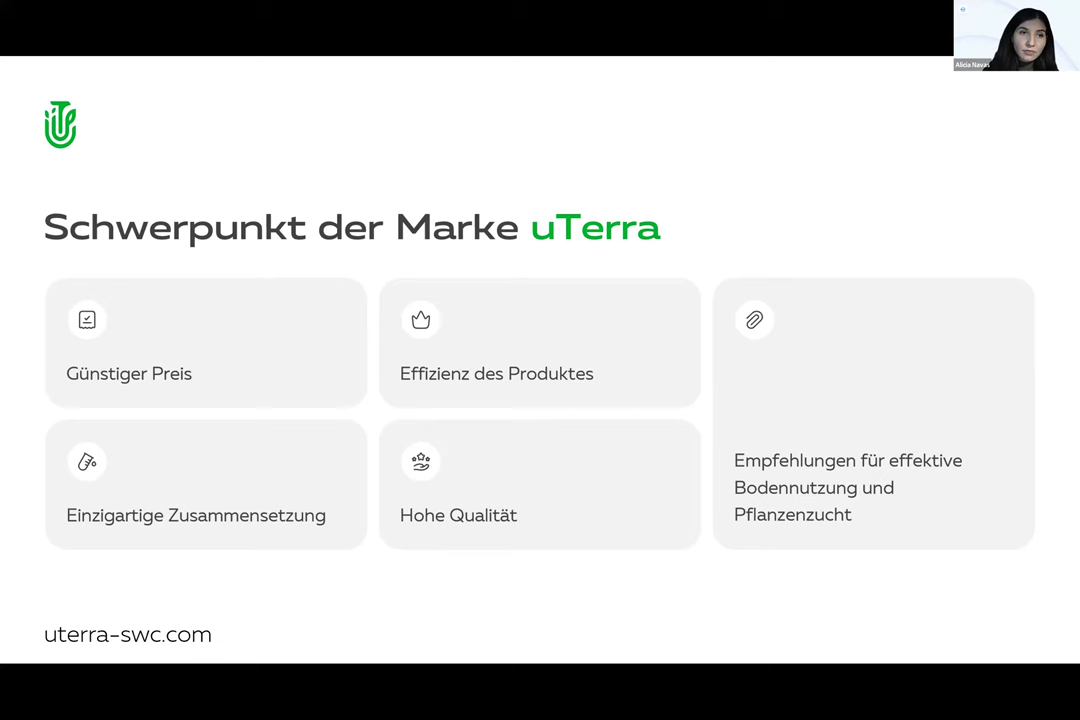 Alicia Navas
Schwerpunkt der Marke uTerra
Günstiger Preis
Effizienz des Produktes
Einzigartige Zusammensetzung
Hohe Qualität
Empfehlungen für effektive
Bodennutzung und
Pflanzenzucht
uterra-swc.com